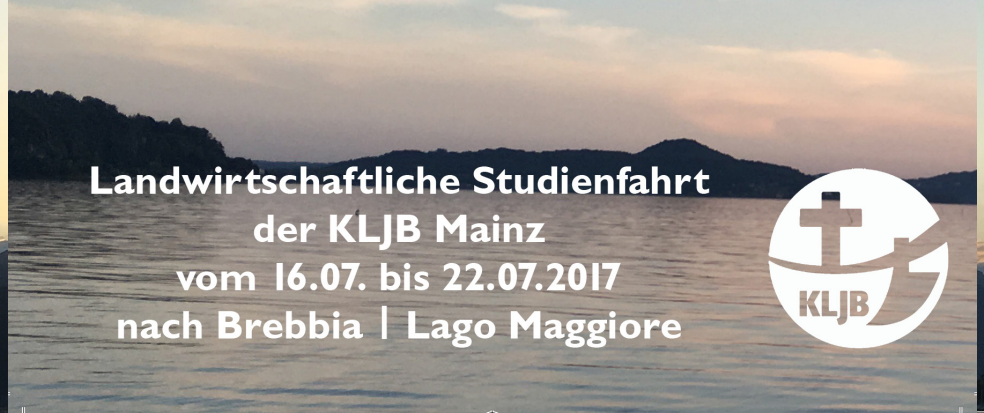 Landwirtschaftliche Studienfahrt
der KLJB Mainz
vom 16.07. bis 22.07.2017
nach Brebbia | Lago Maggiore
KLJB